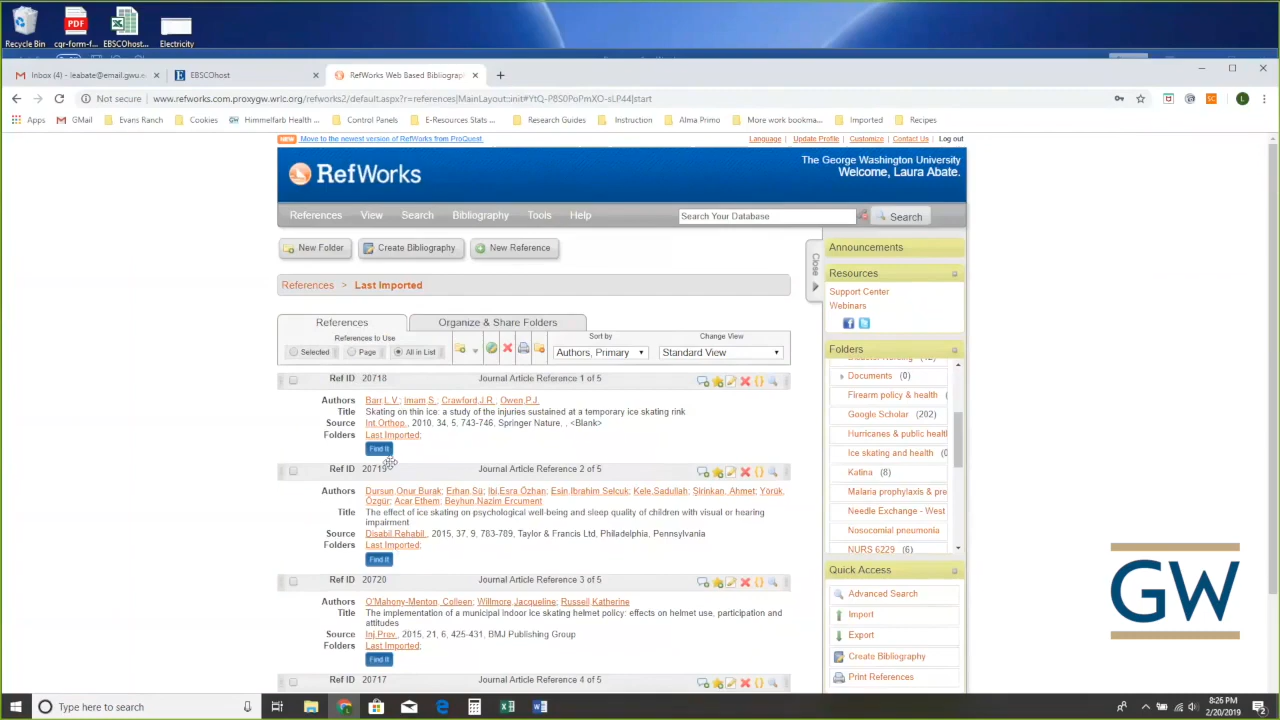 Recycle Bin
cqr-form-f...
EBSCOhost...
Electricity
PDF
Inbox (4) - leabate@email.gwu.e
EBSCOhost
RefWorks Web Based Bibliograph
Not secure
www.refworks.com.proxygw.wrlc.org/refworks2/default.aspx?r=references|MainLayout::init#YtQ-P8S0PoPmXO-sLP44|start
Apps
GMail
Evans Ranch
Cookies
Himmelfarb Health ...
Control Panels
E-Resources Stats ...
Research Guides
Instruction
Alma Primo
More work bookma...
Imported
Recipes
NEW
Move to the newest version of RefWorks from ProQuest.
Language | Update Profile | Customize | Contact Us | Log out
RefWorks
The George Washington University
Welcome, Laura Abate.
References
View
Search
Bibliography
Tools
Help
Search Your Database
Search
New Folder
Create Bibliography
New Reference
References > Last Imported
References
Organize & Share Folders
References to Use
Selected
Page
All in List
Sort by
Authors, Primary
Change View
Standard View
Ref ID 20718 Journal Article Reference 1 of 5
Authors Barr,L.V.; Imam,S.; Crawford,J.R.; Owen,P.J.
Title Skating on thin ice: a study of the injuries sustained at a temporary ice skating rink
Source Int.Orthop., 2010. 34, 5, 743-746, Springer Nature, , <Blank>
Folders Last Imported;
Find It
Ref ID 20719 Journal Article Reference 2 of 5
Authors Dursun,Onur Burak; Erhan,Sü; Ibi,Esra Özhan; Esin,Ibrahim Selcuk; Kele,Sadullah; Şirinkan, Ahmet; Yörük,
Özgür; Acar,Ethem; Beyhun,Nazim Ercument
Title The effect of ice skating on psychological well-being and sleep quality of children with visual or hearing
impairment
Source Disabil.Rehabil., 2015, 37, 9, 783-789, Taylor & Francis Ltd, Philadelphia, Pennsylvania
Folders Last Imported;
Find It
Ref ID 20720 Journal Article Reference 3 of 5
Authors O'Mahony-Menton, Colleen; Willmore,Jacqueline; Russell,Katherine
Title The implementation of a municipal indoor ice skating helmet policy: effects on helmet use, participation and
attitudes
Source Inj.Prev., 2015, 21, 6, 425-431, BMJ Publishing Group
Folders Last Imported;
Find It
Ref ID 20717 Journal Article Reference 4 of 5
Close
Announcements
Resources
Support Center
Webinars
Folders
Documents (0)
Firearm policy & health
Google Scholar (202)
Hurricanes & public healt
Ice skating and health (0
Katina (8)
Malaria prophylaxis & pre
Needle Exchange - West
Nosocomial pneumonia
NURS 6229 (6)
Quick Access
Advanced Search
Import
Export
Create Bibliography
Print References
GW
Type here to search
8:26 PM
2/20/2019